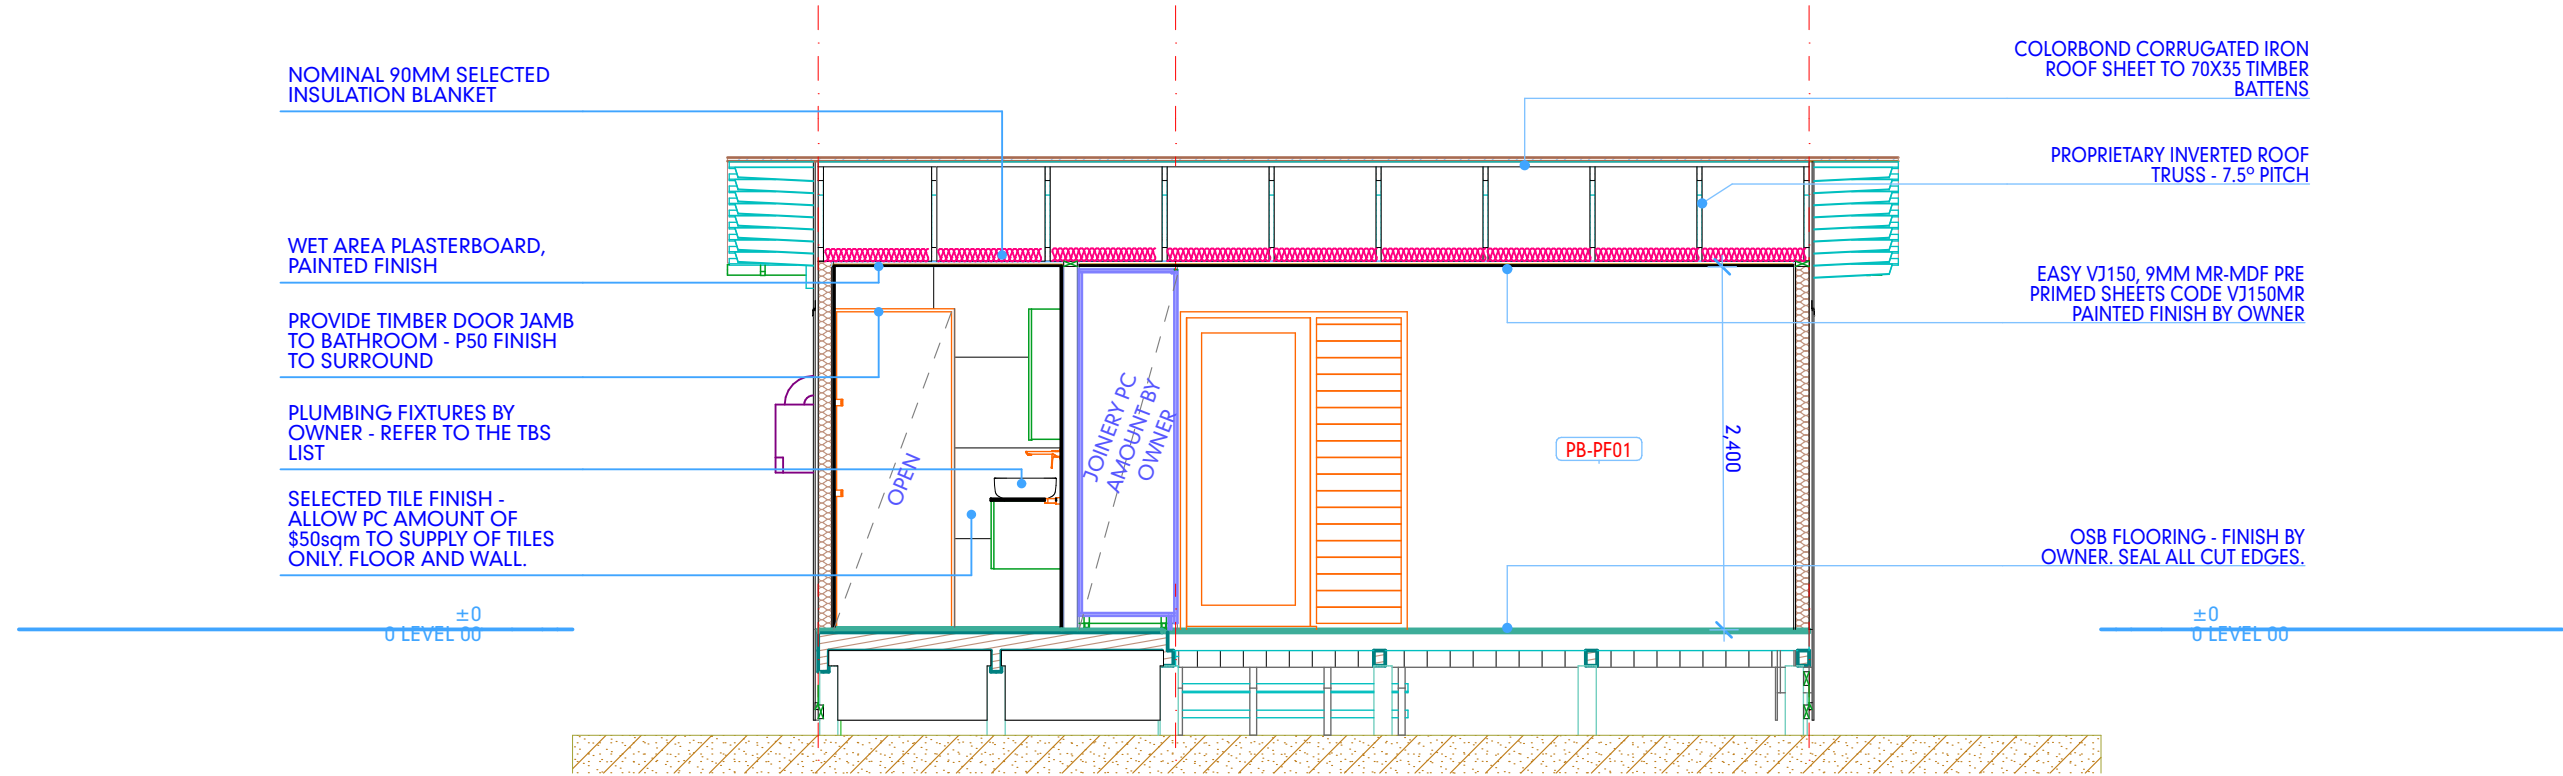 NOMINAL 90MM SELECTED
INSULATION BLANKET
WET AREA PLASTERBOARD,
PAINTED FINISH
PROVIDE TIMBER DOOR JAMB
TO BATHROOM - P50 FINISH
TO SURROUND
PLUMBING FIXTURES BY
OWNER - REFER TO THE TBS
LIST
SELECTED TILE FINISH -
ALLOW PC AMOUNT OF
$50sqm TO SUPPLY OF TILES
ONLY. FLOOR AND WALL.
±0
0 LEVEL 00
OPEN
JOINERY PC
AMOUNT BY
OWNER
PB-PF01
2,400
COLORBOND CORRUGATED IRON
ROOF SHEET TO 70X35 TIMBER
BATTENS
PROPRIETARY INVERTED ROOF
TRUSS - 7.5º PITCH
EASY VJ150, 9MM MR-MDF PRE
PRIMED SHEETS CODE VJ150MR
PAINTED FINISH BY OWNER
OSB FLOORING - FINISH BY
OWNER. SEAL ALL CUT EDGES.
±0
0 LEVEL 00